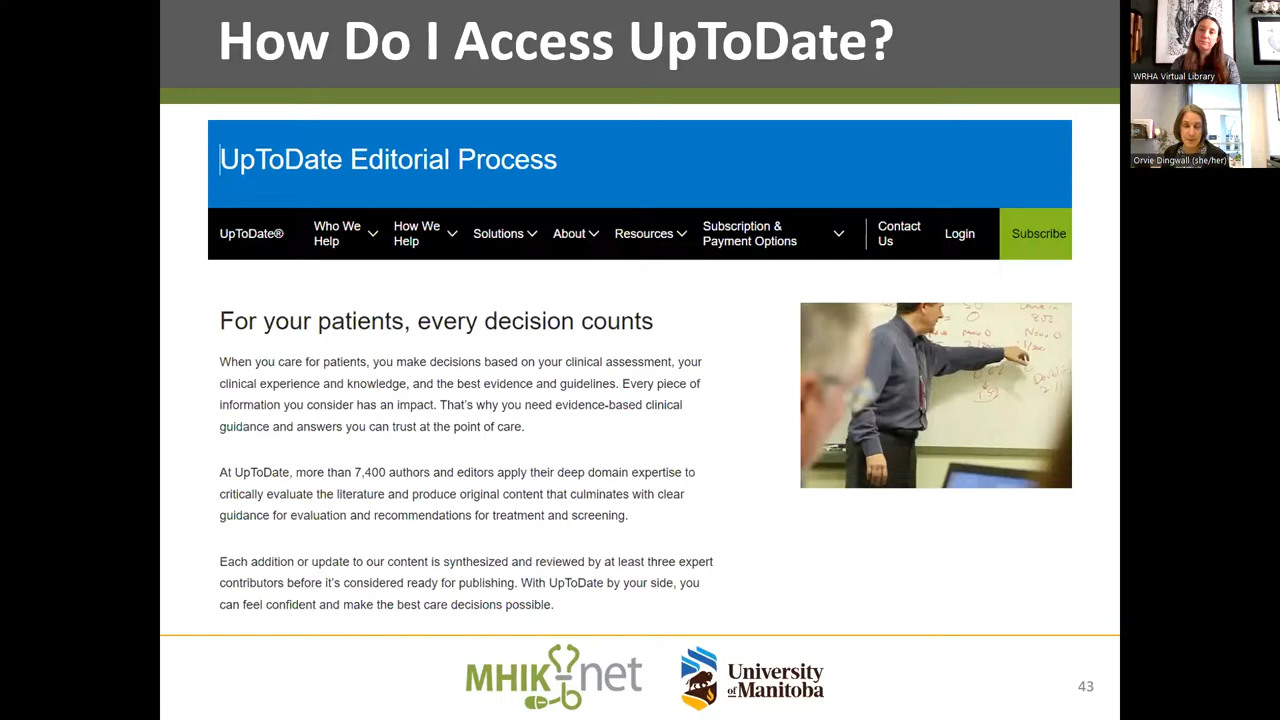 How Do I Access UpToDate?
WRHA Virtual Library
Orvie Dingwall (she/her)
UpToDate Editorial Process
UpToDate®
Who We
Help
How We
Help
Solutions
About
Resources
Subscription &
Payment Options
Contact
Us
Login
Subscribe
For your patients, every decision counts
When you care for patients, you make decisions based on your clinical assessment, your
clinical experience and knowledge, and the best evidence and guidelines. Every piece of
information you consider has an impact. That’s why you need evidence-based clinical
guidance and answers you can trust at the point of care.
At UpToDate, more than 7,400 authors and editors apply their deep domain expertise to
critically evaluate the literature and produce original content that culminates with clear
guidance for evaluation and recommendations for treatment and screening.
Each addition or update to our content is synthesized and reviewed by at least three expert
contributors before it’s considered ready for publishing. With UpToDate by your side, you
can feel confident and make the best care decisions possible.
MHIKnet
University
of Manitoba
43